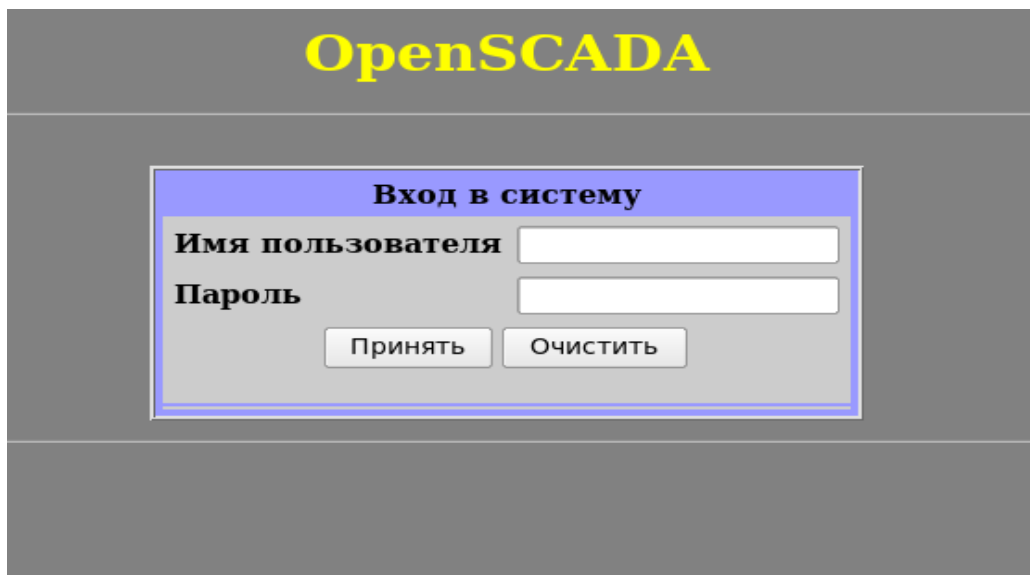 OpenSCADA
Вход в систему
Имя пользователя
Пароль
Принять Очистить